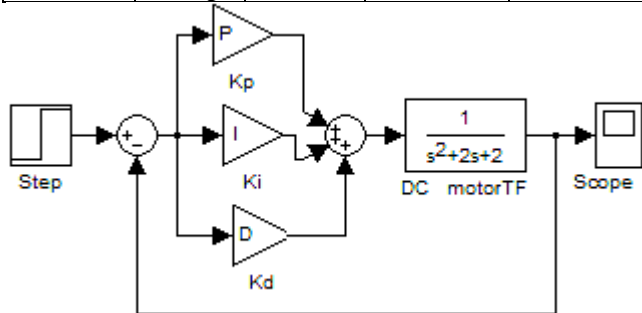 P
Kp
+
−
I
+
+
+
1
s²+2s+2
Step
Ki
DC motorTF
Scope
D
Kd